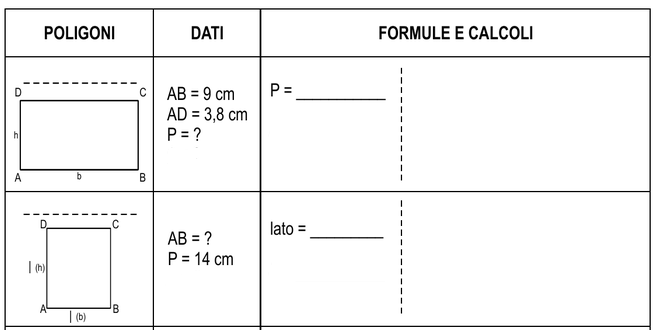 POLIGONI
DATI
FORMULE E CALCOLI
D
C
h
A
b
B
AB = 9 cm
AD = 3,8 cm
P = ?
P = __________
D
C
l (h)
A
B
l (b)
AB = ?
P = 14 cm
lato = ________